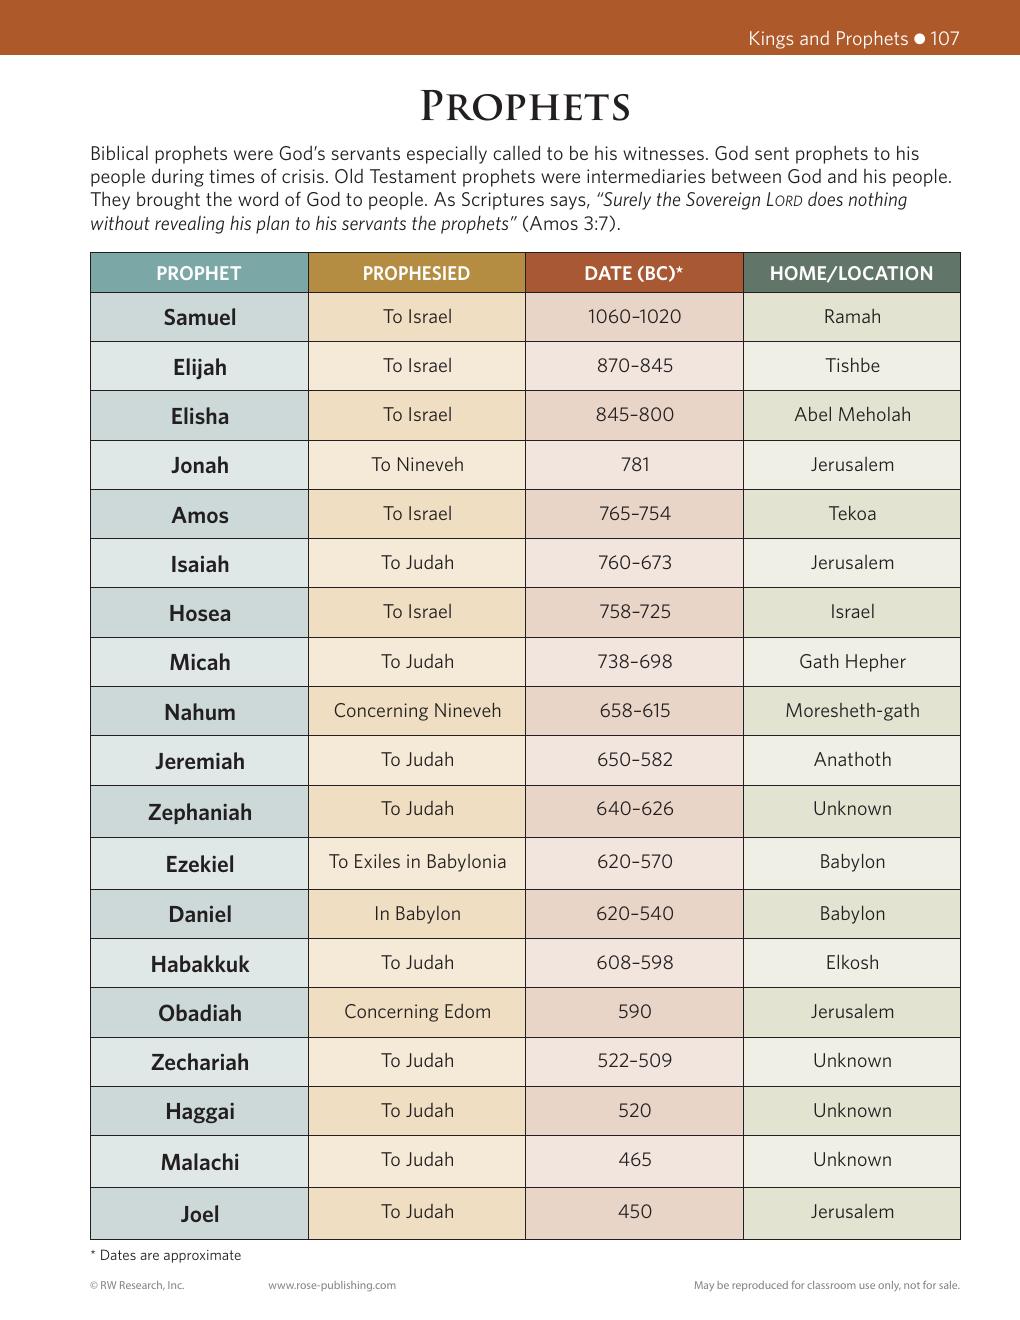 Kings and Prophets ● 107
PROPHETS
Biblical prophets were God’s servants especially called to be his witnesses. God sent prophets to his
people during times of crisis. Old Testament prophets were intermediaries between God and his people.
They brought the word of God to people. As Scriptures says, “Surely the Sovereign LORD does nothing
without revealing his plan to his servants the prophets” (Amos 3:7).
PROPHET PROPHESIED DATE (BC)* HOME/LOCATION
Samuel To Israel 1060–1020 Ramah
Elijah To Israel 870–845 Tishbe
Elisha To Israel 845–800 Abel Meholah
Jonah To Nineveh 781 Jerusalem
Amos To Israel 765–754 Tekoa
Isaiah To Judah 760–673 Jerusalem
Hosea To Israel 758–725 Israel
Micah To Judah 738–698 Gath Hepher
Nahum Concerning Nineveh 658–615 Moresheth-gath
Jeremiah To Judah 650–582 Anathoth
Zephaniah To Judah 640–626 Unknown
Ezekiel To Exiles in Babylonia 620–570 Babylon
Daniel In Babylon 620–540 Babylon
Habakkuk To Judah 608–598 Elkosh
Obadiah Concerning Edom 590 Jerusalem
Zechariah To Judah 522–509 Unknown
Haggai To Judah 520 Unknown
Malachi To Judah 465 Unknown
Joel To Judah 450 Jerusalem
* Dates are approximate
© RW Research, Inc. www.rose-publishing.com May be reproduced for classroom use only, not for sale.